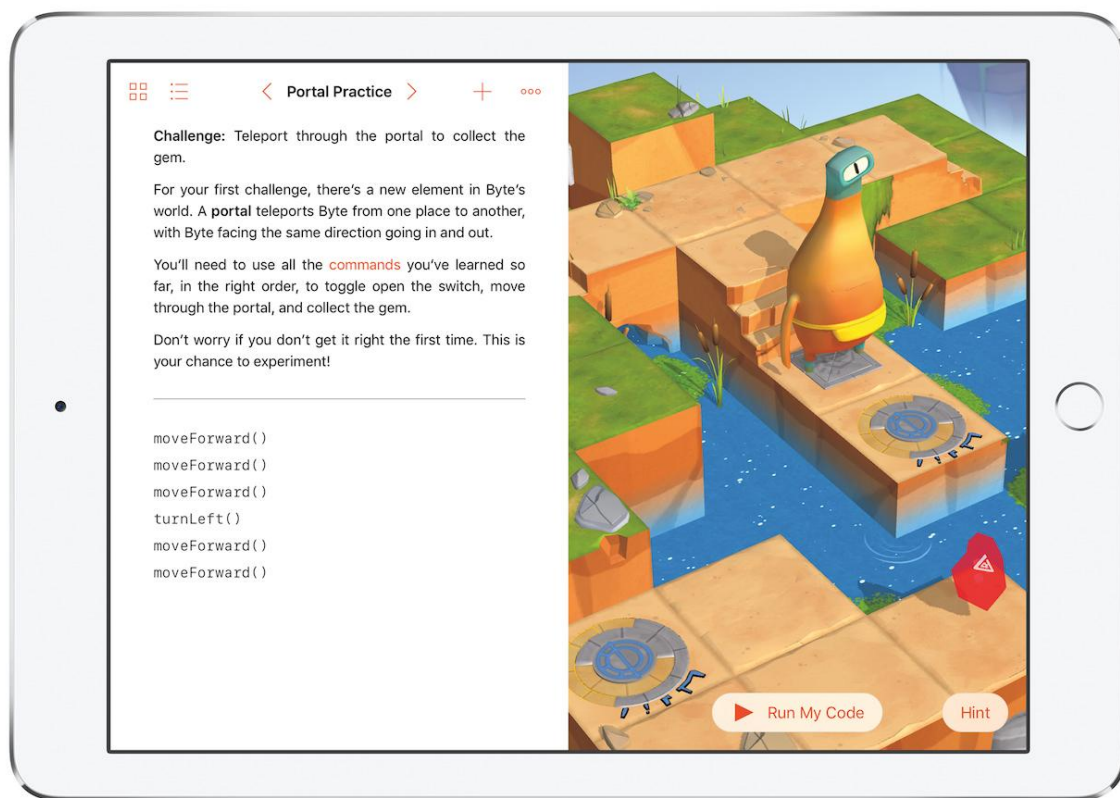 Portal Practice
Challenge: Teleport through the portal to collect the
gem.
For your first challenge, there’s a new element in Byte’s
world. A portal teleports Byte from one place to another,
with Byte facing the same direction going in and out.
You’ll need to use all the commands you’ve learned so
far, in the right order, to toggle open the switch, move
through the portal, and collect the gem.
Don’t worry if you don’t get it right the first time. This is
your chance to experiment!
moveForward()
moveForward()
moveForward()
turnLeft()
moveForward()
moveForward()
Run My Code
Hint